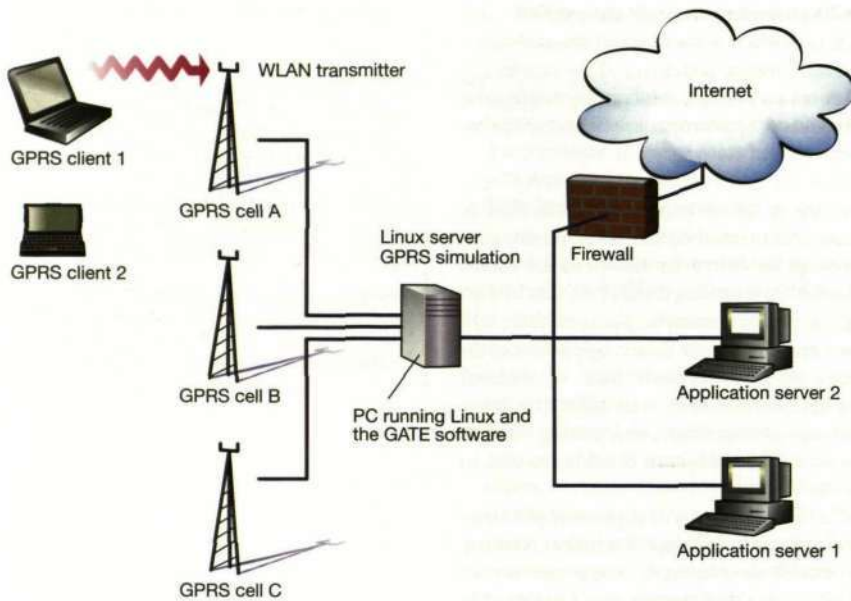 WLAN transmitter
Internet
GPRS client 1
GPRS cell A
GPRS client 2
Linux server
GPRS simulation
Firewall
GPRS cell B
PC running Linux and
the GATE software
Application server 2
GPRS cell C
Application server 1